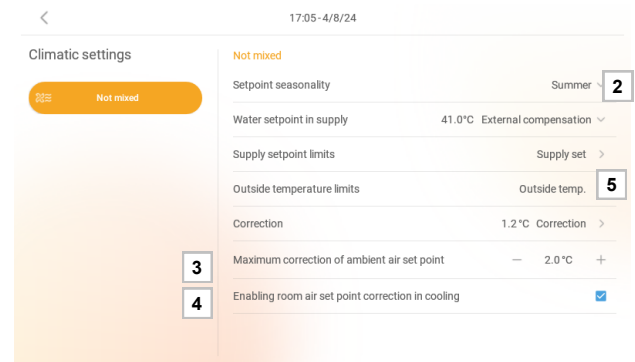 17:05-4/8/24
Climatic settings
Not mixed
Not mixed
Setpoint seasonality Summer 2
Water setpoint in supply 41.0°C External compensation
Supply setpoint limits Supply set
Outside temperature limits Outside temp. 5
Correction 1.2°C Correction
3 Maximum correction of ambient air set point − 2.0°C +
4 Enabling room air set point correction in cooling